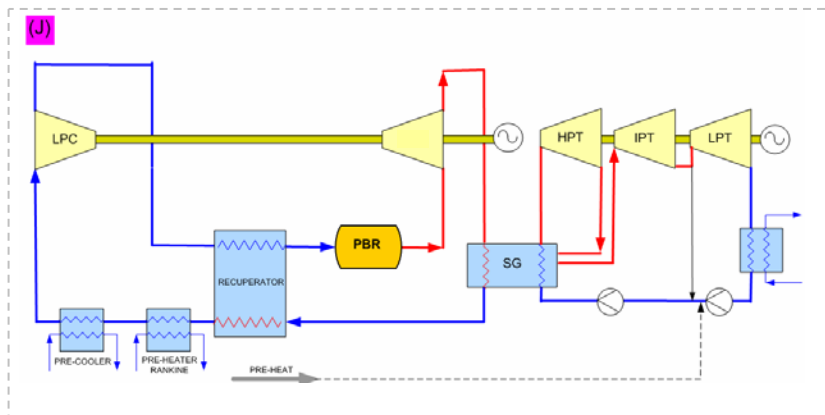 (J)
LPC
HPT
IPT
LPT
PBR
SG
RECUPERATOR
PRE-COOLER
PRE-HEATER
RANKINE
PRE-HEAT